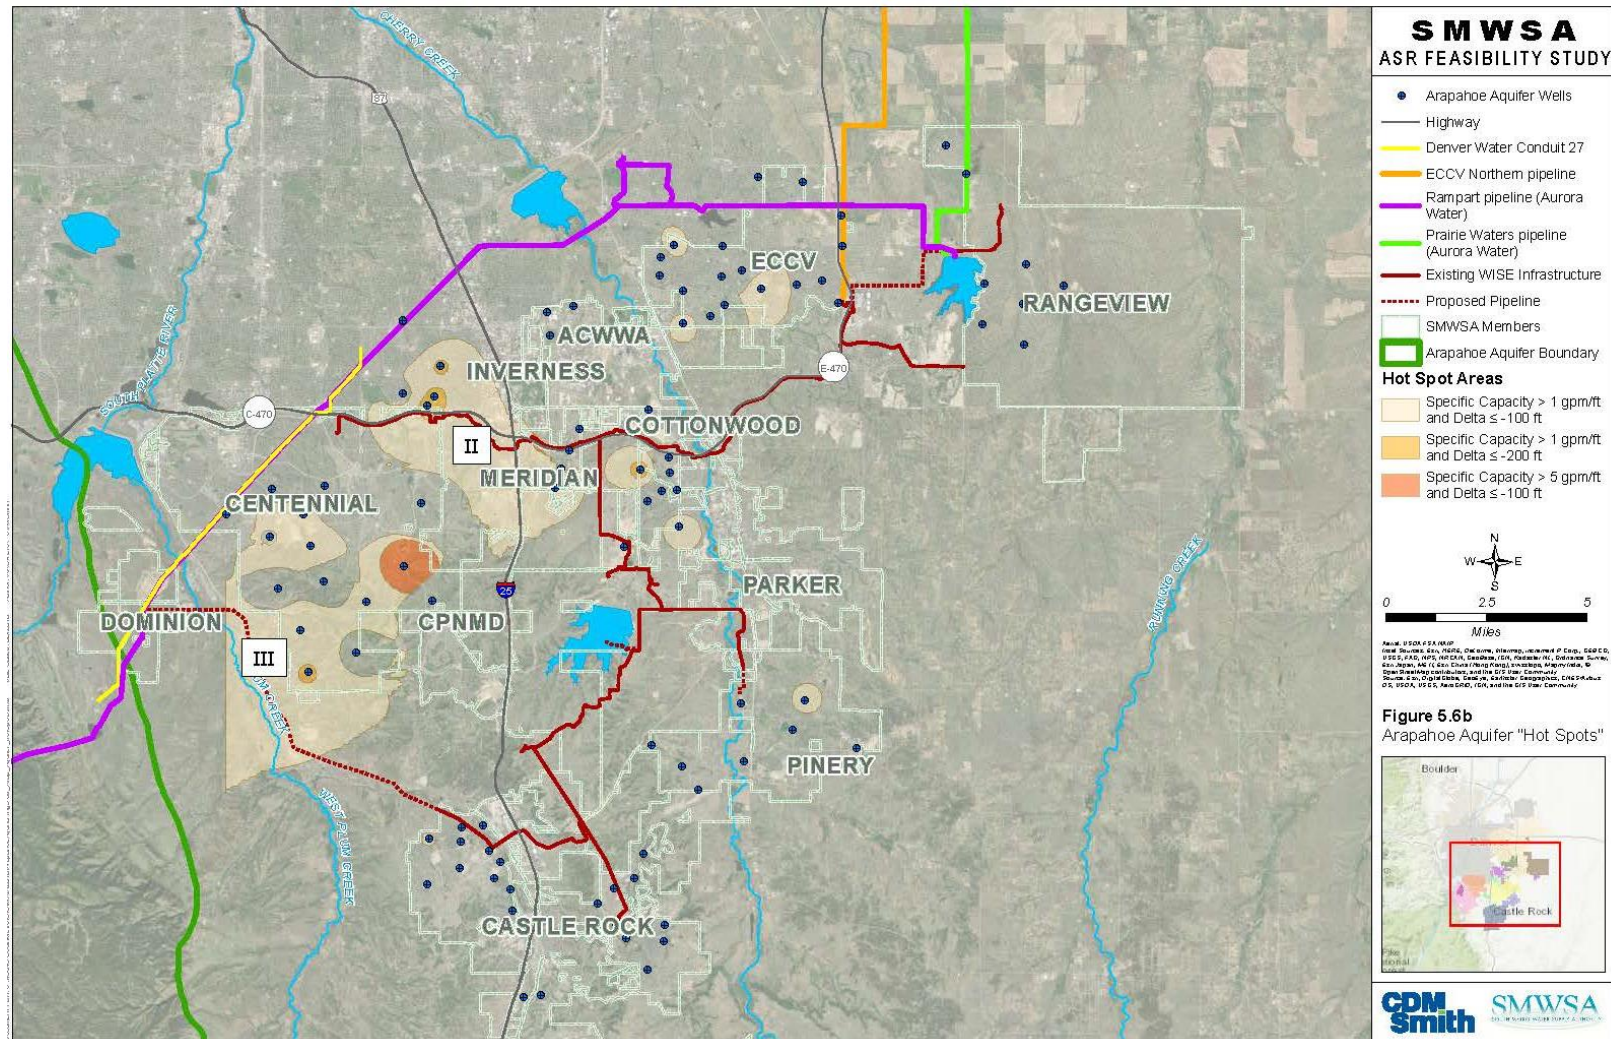 CHERRY CREEK
87
SOUTH PLATTE RIVER
ECCV
RANGEVIEW
ACWWA
INVERNESS
E-470
C-470
COTTONWOOD
II
MERIDIAN
CENTENNIAL
RUNNING CREEK
25
PARKER
DOMINION
CPNMD
III
PINERY
WEST PLUM CREEK
CASTLE ROCK
SMWSA
ASR FEASIBILITY STUDY
Arapahoe Aquifer Wells
Highway
Denver Water Conduit 27
ECCV Northern pipeline
Rampart pipeline (Aurora
Water)
Prairie Waters pipeline
(Aurora Water)
Existing WISE Infrastructure
Proposed Pipeline
SMWSA Members
Arapahoe Aquifer Boundary
Hot Spot Areas
Specific Capacity > 1 gpm/ft
and Delta ≤ -100 ft
Specific Capacity > 1 gpm/ft
and Delta ≤ -200 ft
Specific Capacity > 5 gpm/ft
and Delta ≤ -100 ft
N
W E
S
0 2.5 5
Miles
Figure 5.6b
Arapahoe Aquifer "Hot Spots"
Boulder
Castle Rock
CDM
Smith
SMWSA